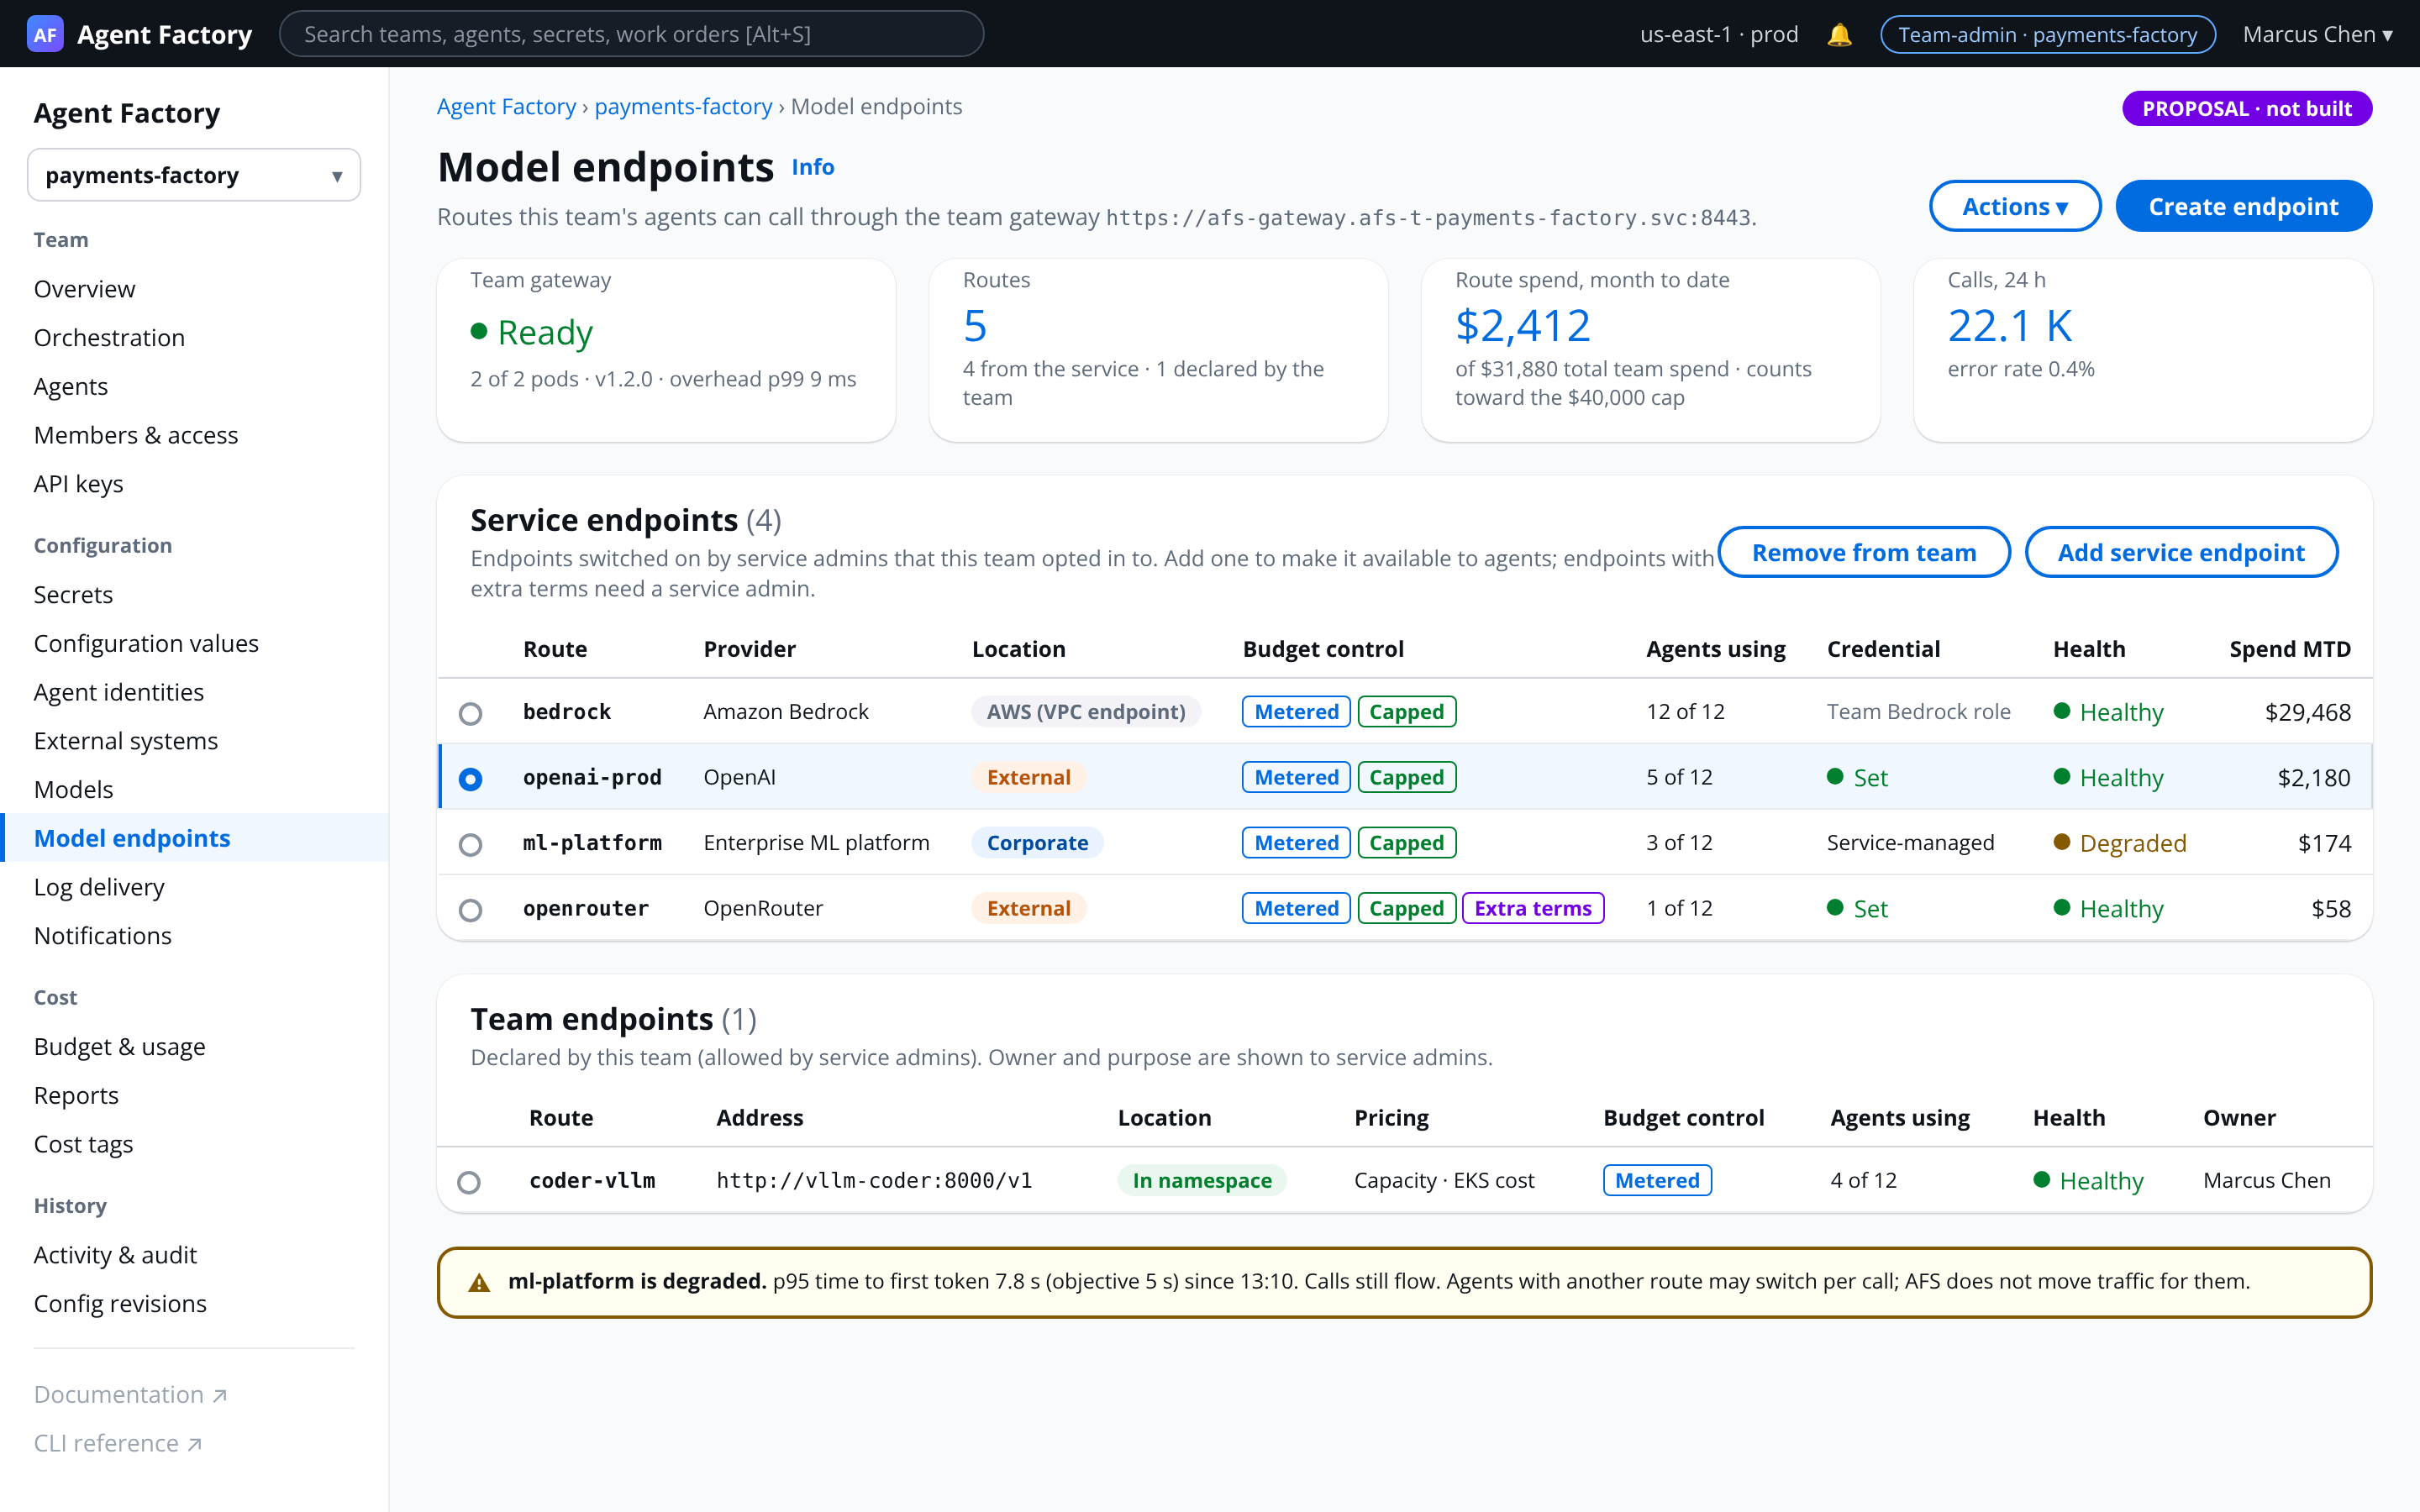 AF Agent Factory
Search teams, agents, secrets, work orders [Alt+S]
us-east-1 · prod
Team-admin · payments-factory
Marcus Chen ▾
Agent Factory
payments-factory ▾
Team
Overview
Orchestration
Agents
Members & access
API keys
Configuration
Secrets
Configuration values
Agent identities
External systems
Models
Model endpoints
Log delivery
Notifications
Cost
Budget & usage
Reports
Cost tags
History
Activity & audit
Config revisions
Documentation ↗
CLI reference ↗
Agent Factory › payments-factory › Model endpoints
PROPOSAL · not built
Model endpoints Info
Routes this team's agents can call through the team gateway https://afs-gateway.afs-t-payments-factory.svc:8443.
Actions ▾
Create endpoint
Team gateway
Ready
2 of 2 pods · v1.2.0 · overhead p99 9 ms
Routes
5
4 from the service · 1 declared by the
team
Route spend, month to date
$2,412
of $31,880 total team spend · counts
toward the $40,000 cap
Calls, 24 h
22.1 K
error rate 0.4%
Service endpoints (4)
Endpoints switched on by service admins that this team opted in to. Add one to make it available to agents; endpoints with
extra terms need a service admin.
Remove from team
Add service endpoint
Route Provider Location Budget control Agents using Credential Health Spend MTD
bedrock Amazon Bedrock AWS (VPC endpoint) Metered Capped 12 of 12 Team Bedrock role Healthy $29,468
openai-prod OpenAI External Metered Capped 5 of 12 Set Healthy $2,180
ml-platform Enterprise ML platform Corporate Metered Capped 3 of 12 Service-managed Degraded $174
openrouter OpenRouter External Metered Capped Extra terms 1 of 12 Set Healthy $58
Team endpoints (1)
Declared by this team (allowed by service admins). Owner and purpose are shown to service admins.
Route Address Location Pricing Budget control Agents using Health Owner
coder-vllm http://vllm-coder:8000/v1 In namespace Capacity · EKS cost Metered 4 of 12 Healthy Marcus Chen
ml-platform is degraded. p95 time to first token 7.8 s (objective 5 s) since 13:10. Calls still flow. Agents with another route may switch per call; AFS does not move traffic for them.